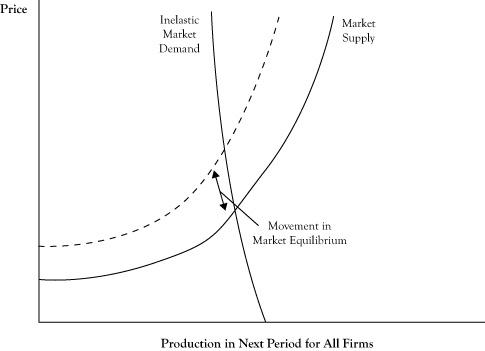 Price
Inelastic
Market
Demand
Market
Supply
Movement in
Market Equilibrium
Production in Next Period for All Firms